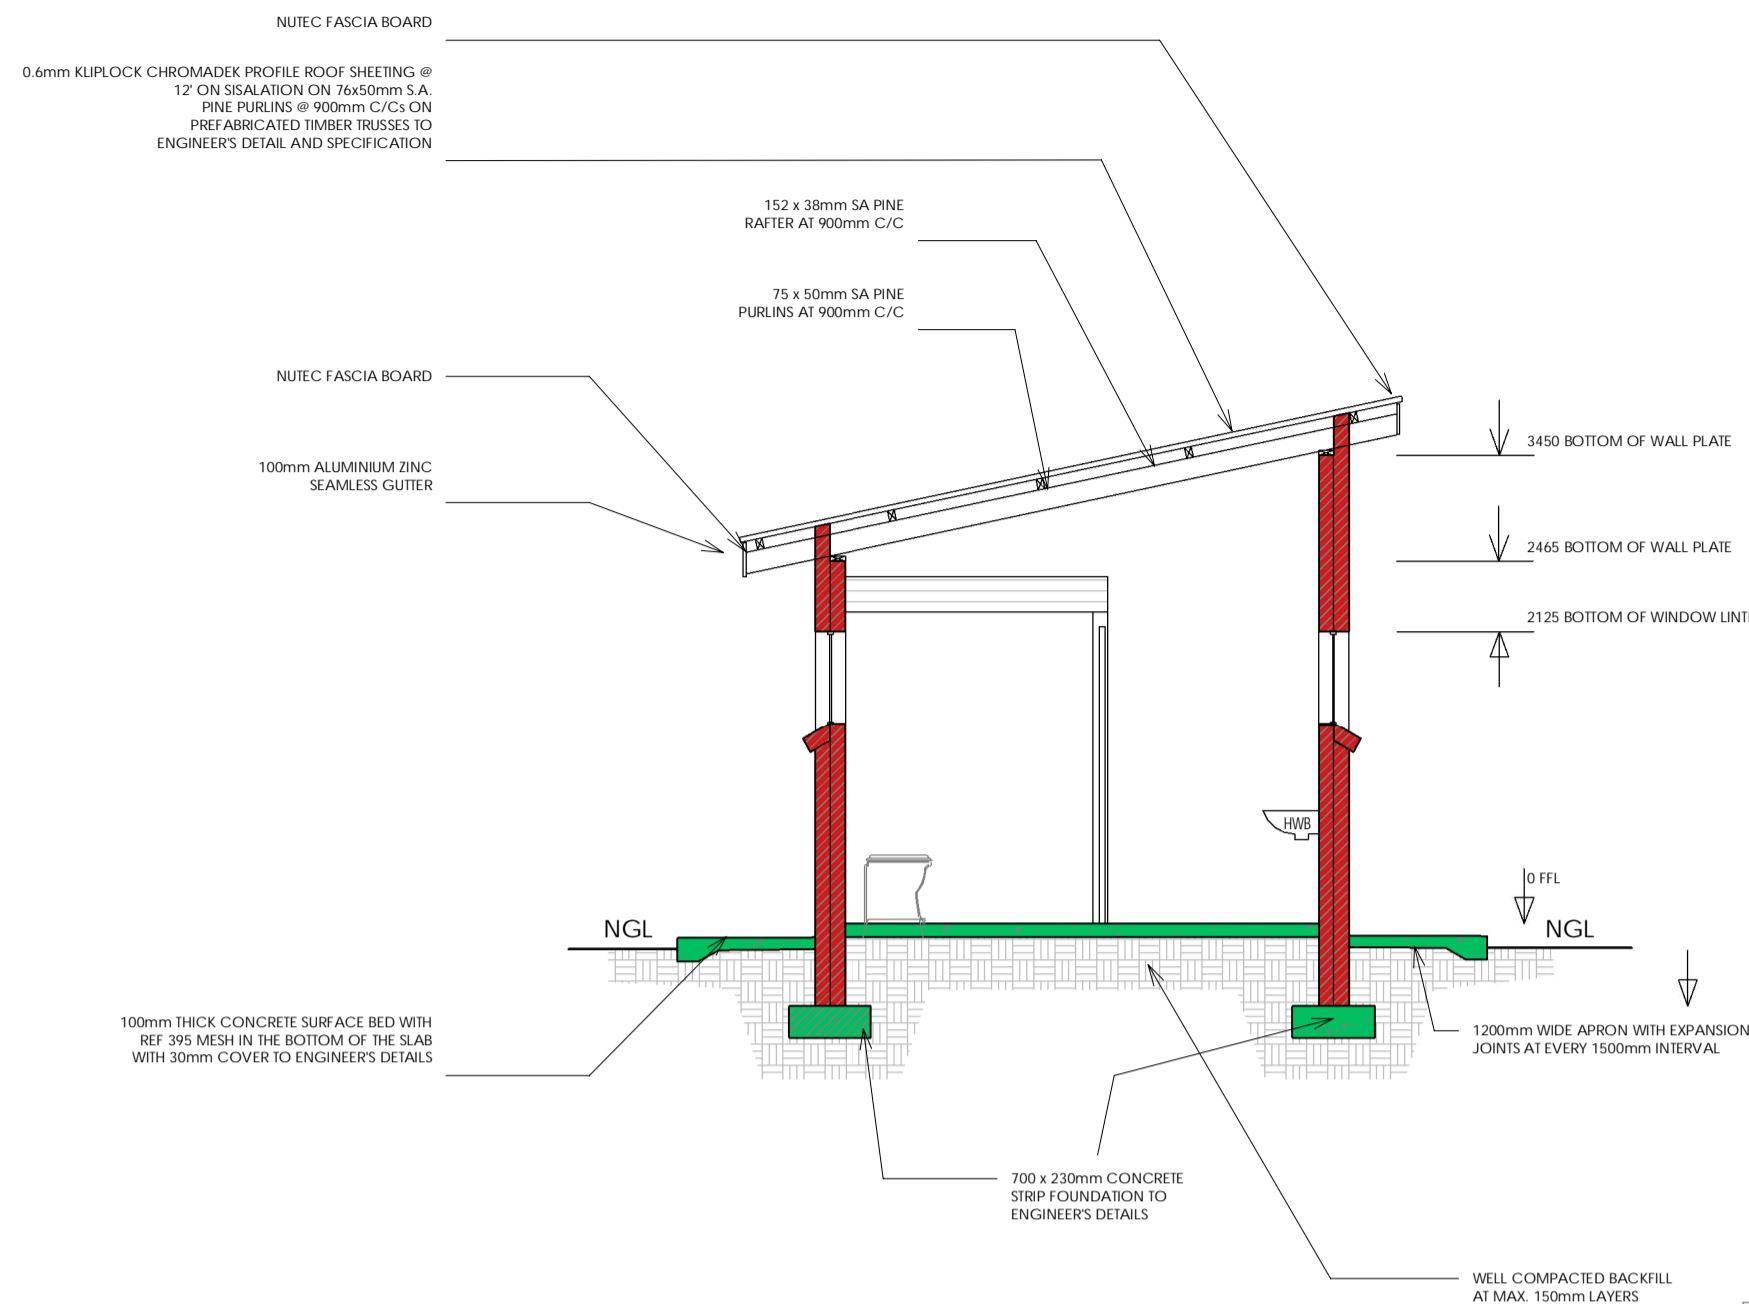 NUTEC FASCIA BOARD
0.6mm KLIPLOCK CHROMADEK PROFILE ROOF SHEETING @
12' ON SISALATION ON 76x50mm S.A.
PINE PURLINS @ 900mm C/Cs ON
PREFABRICATED TIMBER TRUSSES TO
ENGINEER'S DETAIL AND SPECIFICATION
152 x 38mm SA PINE
RAFTER AT 900mm C/C
75 x 50mm SA PINE
PURLINS AT 900mm C/C
NUTEC FASCIA BOARD
100mm ALUMINIUM ZINC
SEAMLESS GUTTER
3450 BOTTOM OF WALL PLATE
2465 BOTTOM OF WALL PLATE
2125 BOTTOM OF WINDOW LINT
HWB
0 FFL
NGL
NGL
100mm THICK CONCRETE SURFACE BED WITH
REF 395 MESH IN THE BOTTOM OF THE SLAB
WITH 30mm COVER TO ENGINEER'S DETAILS
1200mm WIDE APRON WITH EXPANSION
JOINTS AT EVERY 1500mm INTERVAL
700 x 230mm CONCRETE
STRIP FOUNDATION TO
ENGINEER'S DETAILS
WELL COMPACTED BACKFILL
AT MAX. 150mm LAYERS